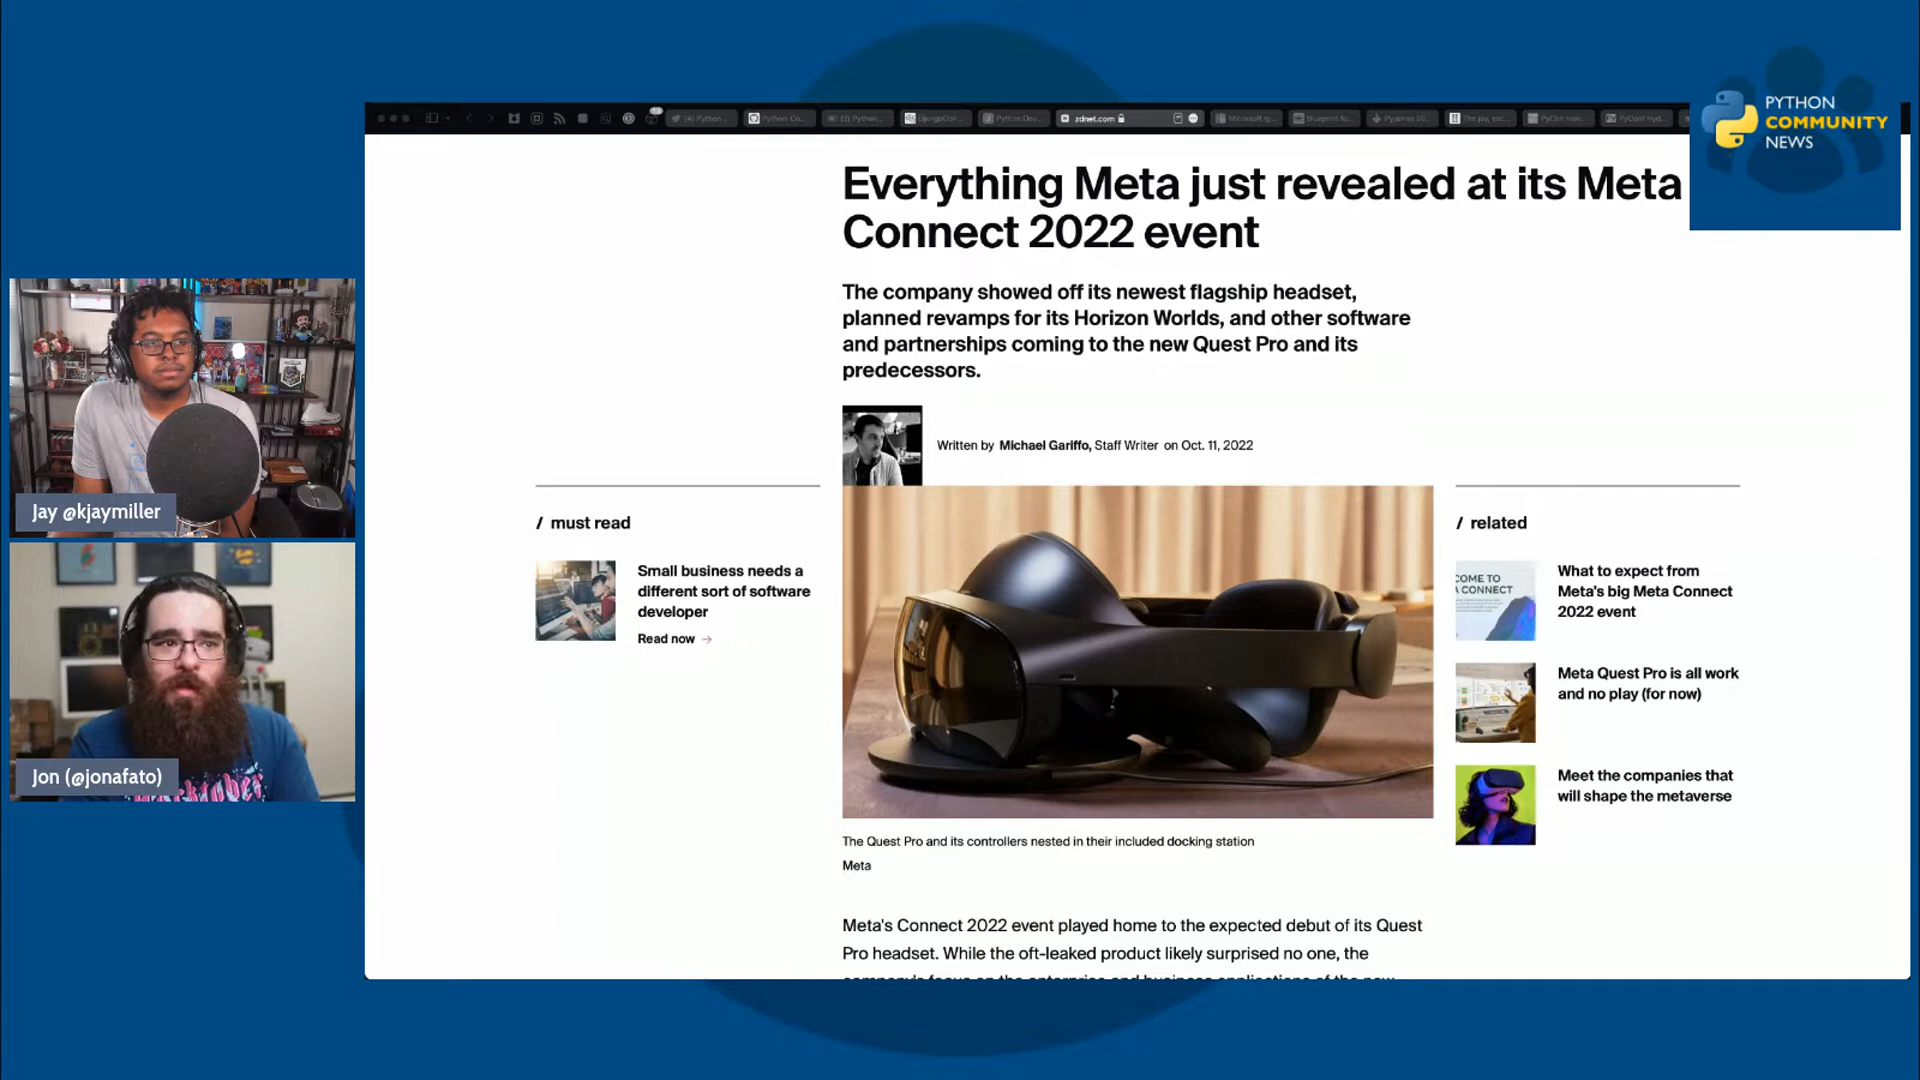 zdnet.com
PYTHON
COMMUNITY
NEWS
Everything Meta just revealed at its Meta
Connect 2022 event
The company showed off its newest flagship headset,
planned revamps for its Horizon Worlds, and other software
and partnerships coming to the new Quest Pro and its
predecessors.
Written by Michael Gariffo, Staff Writer on Oct. 11, 2022
Jay @kjaymiller
Jon (@jonafato)
/ must read
Small business needs a
different sort of software
developer
Read now →
The Quest Pro and its controllers nested in their included docking station
Meta
Meta's Connect 2022 event played home to the expected debut of its Quest
Pro headset. While the oft-leaked product likely surprised no one, the
/ related
What to expect from
Meta's big Meta Connect
2022 event
Meta Quest Pro is all work
and no play (for now)
Meet the companies that
will shape the metaverse